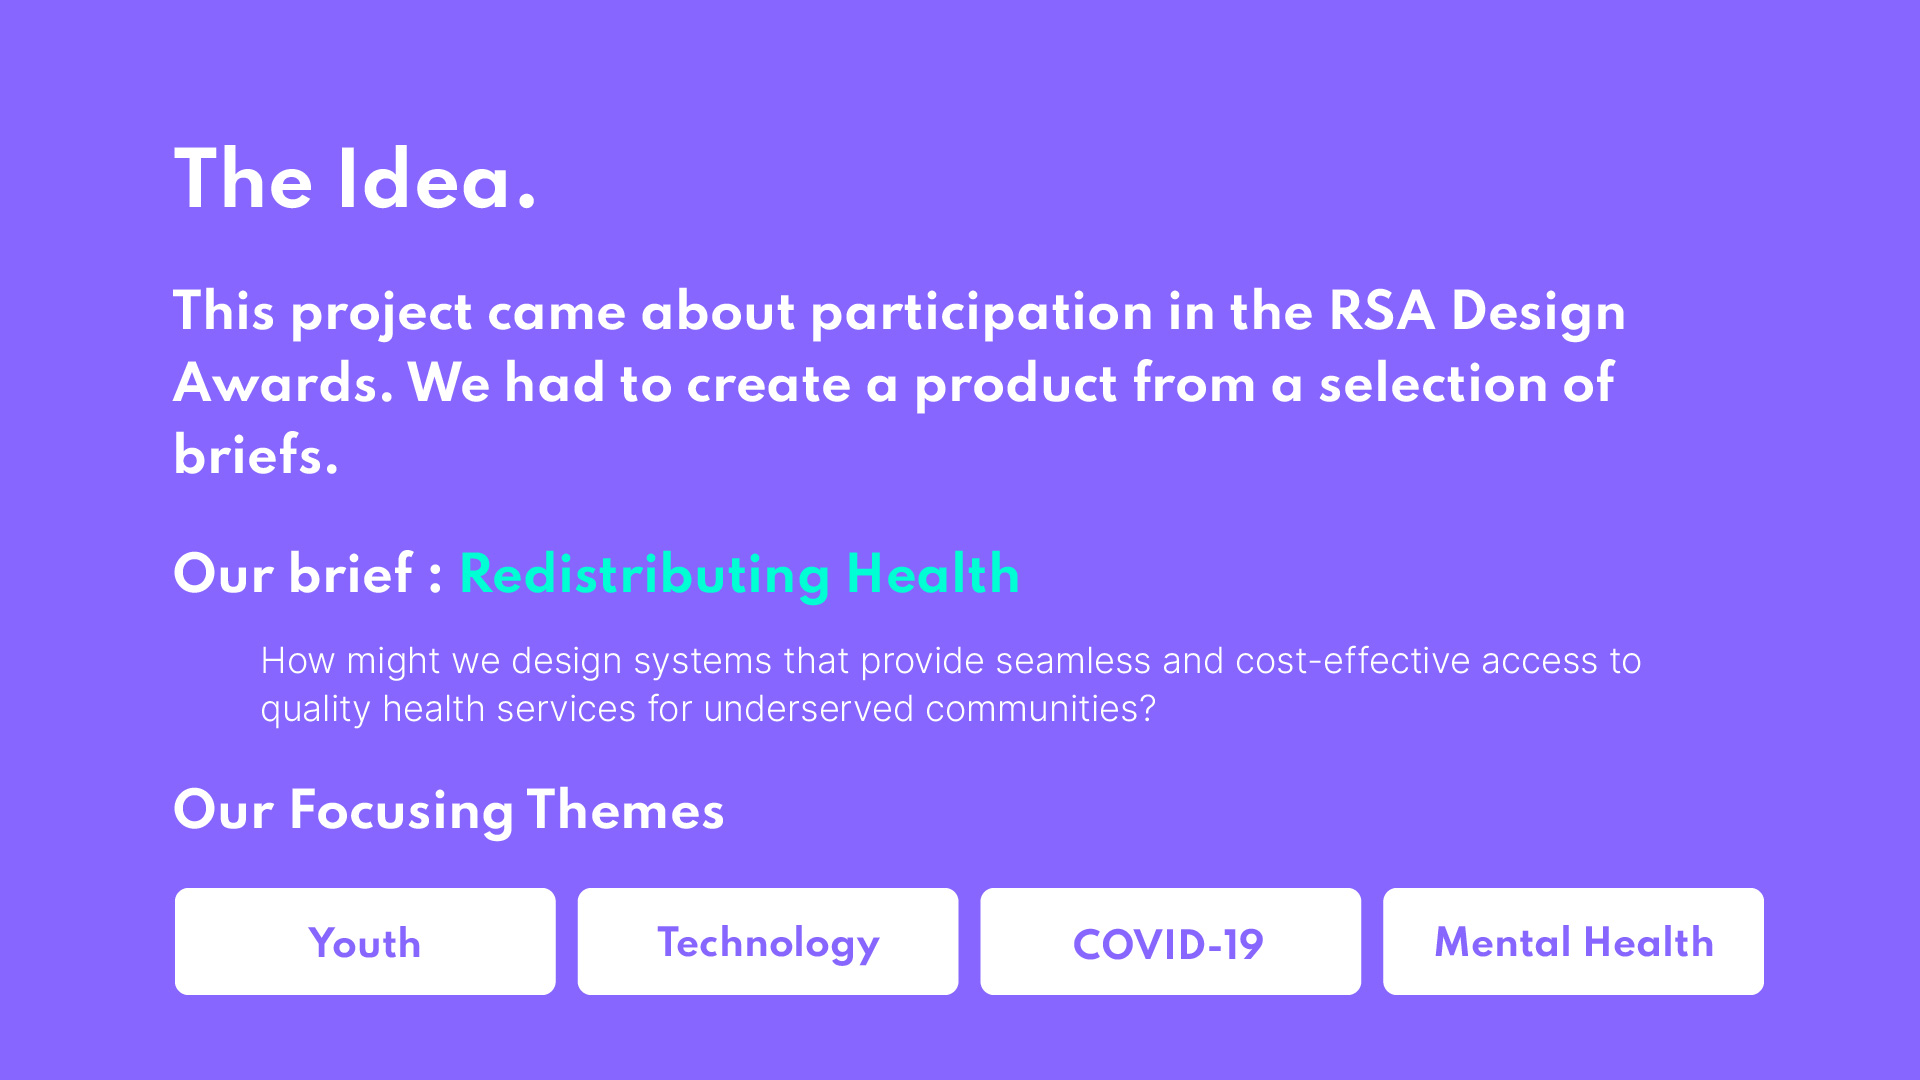 The Idea.
This project came about participation in the RSA Design
Awards. We had to create a product from a selection of
briefs.
Our brief : Redistributing Health
How might we design systems that provide seamless and cost-effective access to
quality health services for underserved communities?
Our Focusing Themes
Youth
Technology
COVID-19
Mental Health